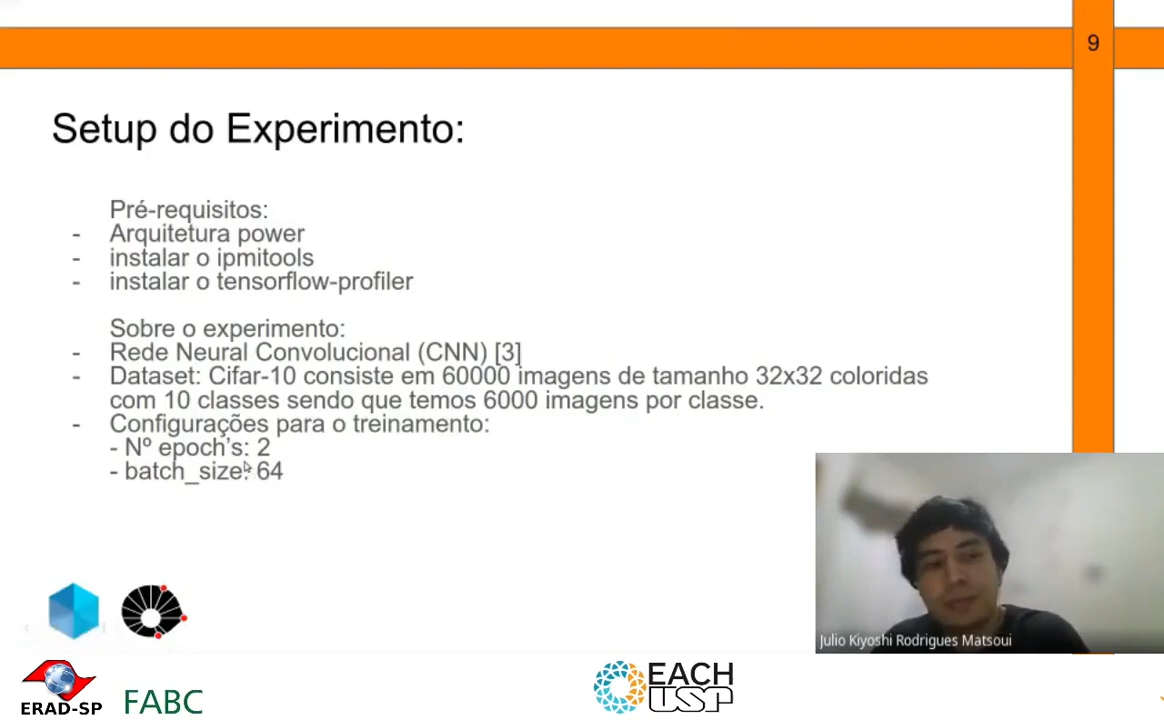 9
Setup do Experimento:
Pré-requisitos:
- Arquitetura power
- instalar o ipmitools
- instalar o tensorflow-profiler
Sobre o experimento:
- Rede Neural Convolucional (CNN) [3]
- Dataset: Cifar-10 consiste em 60000 imagens de tamanho 32x32 coloridas
com 10 classes sendo que temos 6000 imagens por classe.
- Configurações para o treinamento:
- Nº epoch's: 2
- batch_size: 64
Julio Kiyoshi Rodrigues Matsoui
ERAD-SP
FABC
EACH
USP